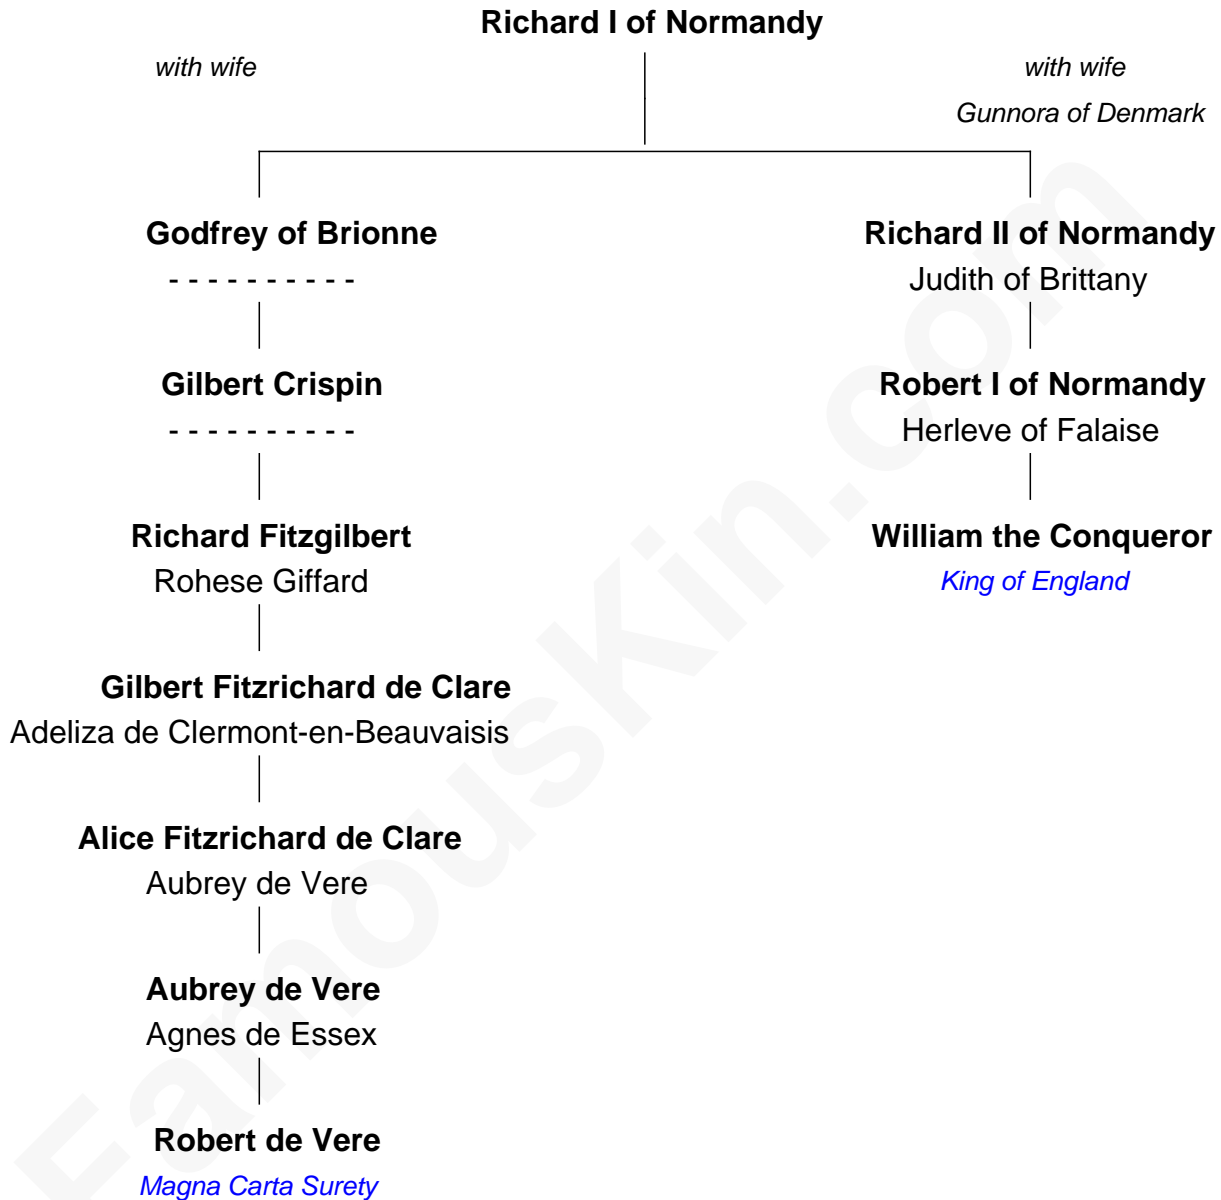 Richard I of Normandy
with wife
with wife
Gunnora of Denmark
Godfrey of Brionne
- - - - - - - - - -
Gilbert Crispin
- - - - - - - - - -
Richard Fitzgilbert
Rohese Giffard
Gilbert Fitzrichard de Clare
Adeliza de Clermont-en-Beauvaisis
Alice Fitzrichard de Clare
Aubrey de Vere
Aubrey de Vere
Agnes de Essex
Robert de Vere
Magna Carta Surety
Richard II of Normandy
Judith of Brittany
Robert I of Normandy
Herleve of Falaise
William the Conqueror
King of England
FamousKin.com